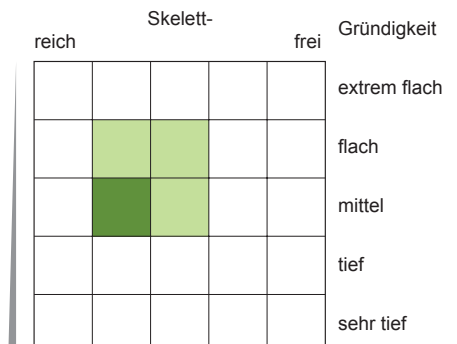 Skelett-
reich frei
Gründigkeit
extrem flach
flach
mittel
tief
sehr tief